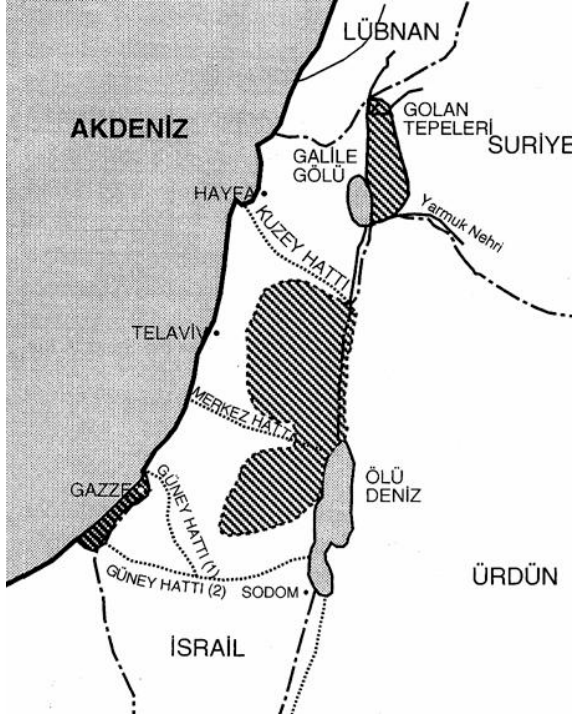 LÜBNAN
AKDENİZ
GOLAN
TEPELERİ
SURİYE
GALİLE
GÖLÜ
HAYFA
Yarmuk Nehri
KUZEY HATTI
TELAVİV
MERKEZ HATTI
GAZZE
GÜNEY HATTI (1)
ÖLÜ
DENİZ
GÜNEY HATTI (2)
SODOM
ÜRDÜN
İSRAİL